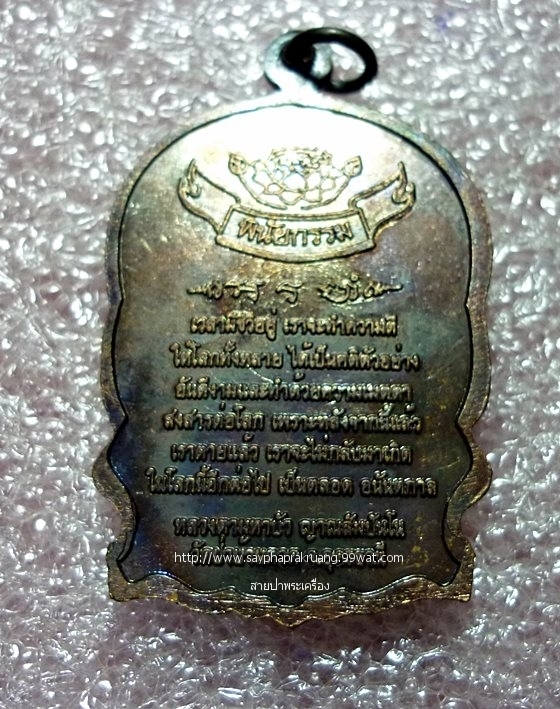 พินัยกรรม
เวลามีชีวิตอยู่ เราจะทำความดี
ให้โลกทั้งหลาย ได้เป็นคติตัวอย่าง
อันดีงามและทำด้วยความเมตตา
สงสารต่อโลก เพราะหลังจากนี้แล้ว
เราตายแล้ว เราจะไม่กลับมาเกิด
ในโลกนี้อีกต่อไป เป็นตลอด อนันตกาล
หลวงตามหาบัว ญาณสัมปันโน
http://www.sayphaprakruang.99wat.com
สายป่าพระเครื่อง